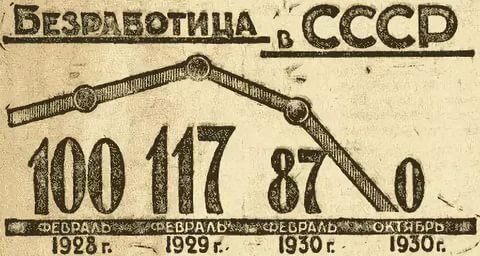 БЕЗРАБОТИЦА в СССР
100 117 87 0
ФЕВРАЛЬ ФЕВРАЛЬ ФЕВРАЛЬ ОКТЯБРЬ
1928 г. 1929 г. 1930 г. 1930 г.